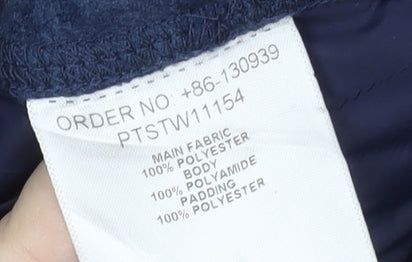 ORDER NO: +86-130939
PTSTW11154
MAIN FABRIC
100% POLYESTER
BODY
100% POLYAMIDE
PADDING
100% POLYESTER